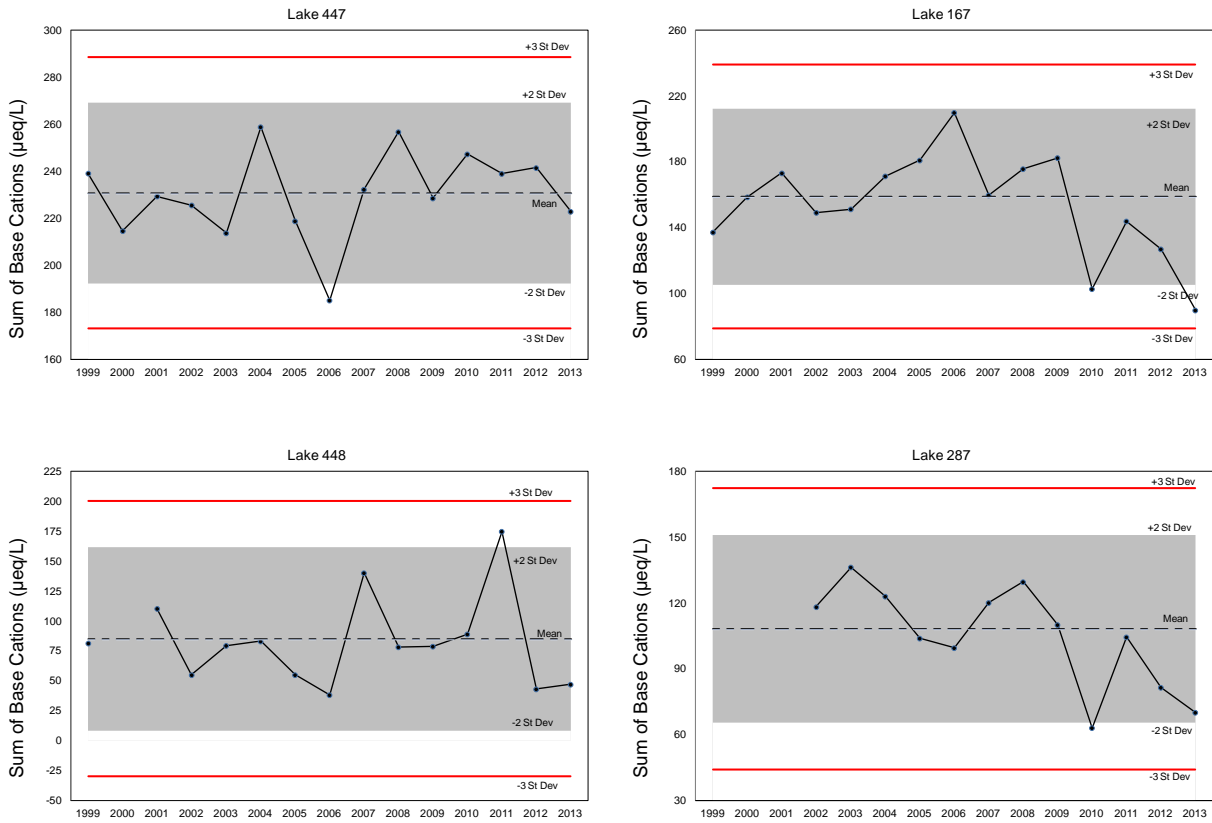 Lake 447
Sum of Base Cations (µeq/L)
300
280
260
240
220
200
180
160
+3 St Dev
+2 St Dev
Mean
-2 St Dev
-3 St Dev
1999 2000 2001 2002 2003 2004 2005 2006 2007 2008 2009 2010 2011 2012 2013
Lake 167
Sum of Base Cations (µeq/L)
260
220
180
140
100
60
+3 St Dev
+2 St Dev
Mean
-2 St Dev
-3 St Dev
1999 2000 2001 2002 2003 2004 2005 2006 2007 2008 2009 2010 2011 2012 2013
Lake 448
Sum of Base Cations (µeq/L)
225
200
175
150
125
100
75
50
25
0
-25
-50
+3 St Dev
+2 St Dev
Mean
-2 St Dev
-3 St Dev
1999 2000 2001 2002 2003 2004 2005 2006 2007 2008 2009 2010 2011 2012 2013
Lake 287
Sum of Base Cations (µeq/L)
180
150
120
90
60
30
+3 St Dev
+2 St Dev
Mean
-2 St Dev
-3 St Dev
1999 2000 2001 2002 2003 2004 2005 2006 2007 2008 2009 2010 2011 2012 2013